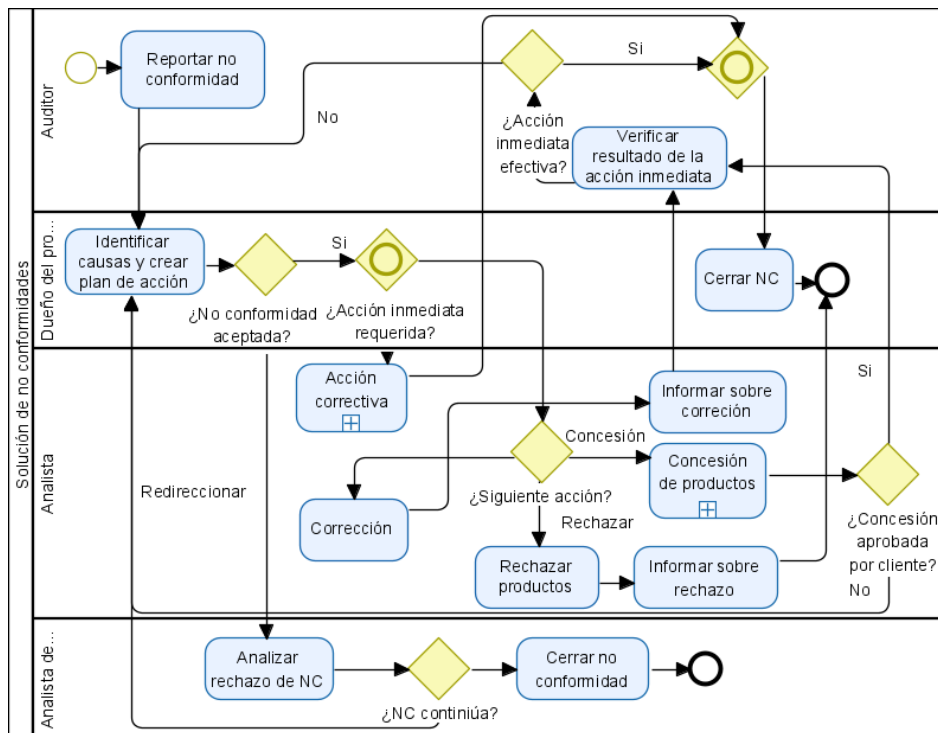 Solución de no conformidades
Auditor
Reportar no
conformidad
No
Si
¿Acción
inmediata
efectiva?
Verificar
resultado de la
acción inmediata
Dueño del pro...
Identificar
causas y crear
plan de acción
Si
¿No conformidad
aceptada?
¿Acción inmediata
requerida?
Cerrar NC
Analista
Acción
correctiva
Informar sobre
correción
Si
Concesión
Concesión
de productos
Redireccionar
¿Siguiente acción?
Corrección
Rechazar
¿Concesión
aprobada
por cliente?
Rechazar
productos
Informar sobre
rechazo
No
Analista de...
Analizar
rechazo de NC
Cerrar no
conformidad
¿NC continiúa?